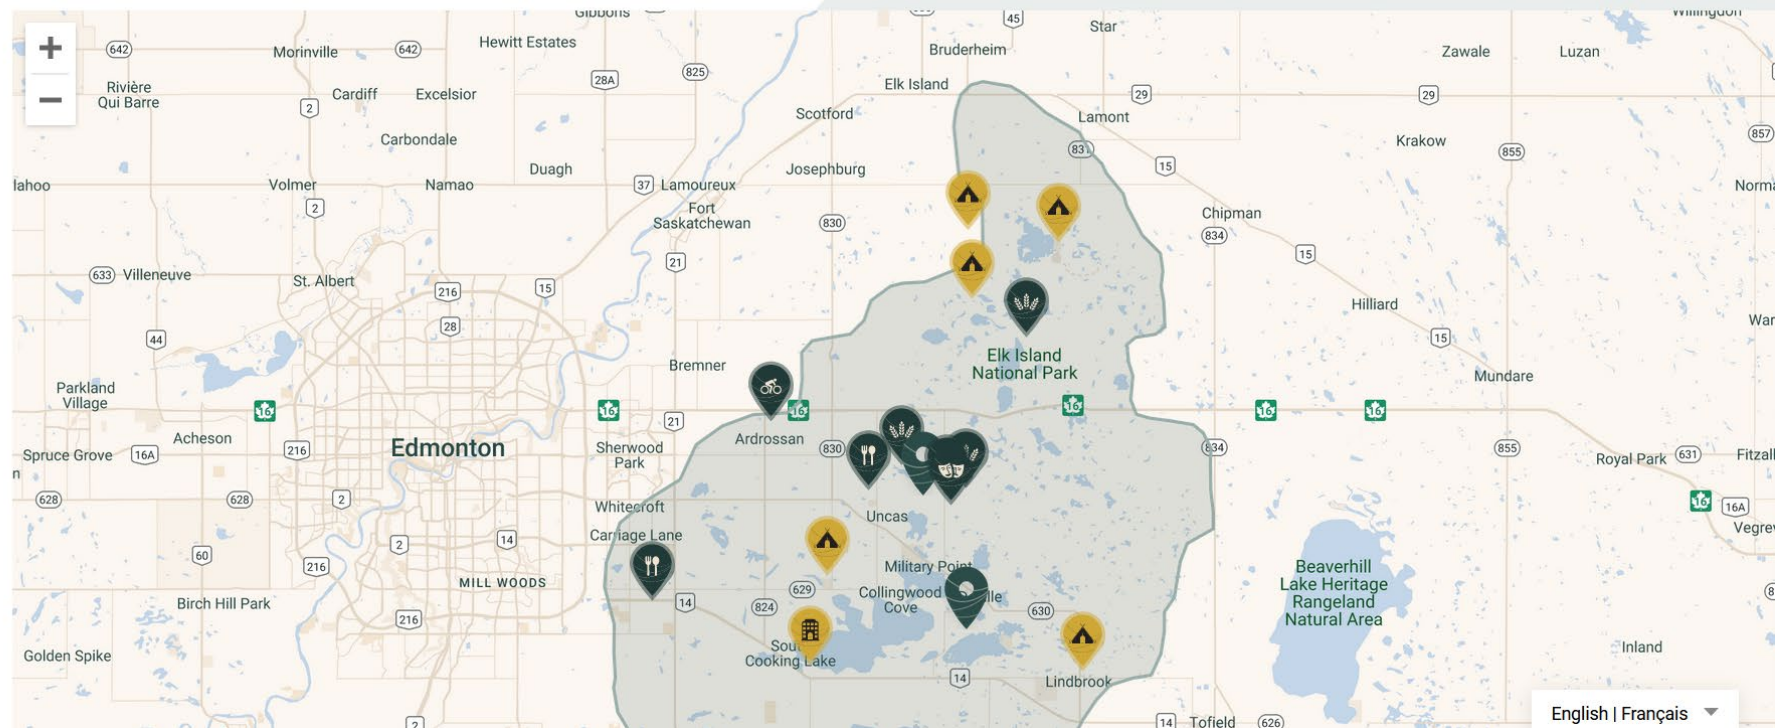 Gibbons
45
Star
Willingdon
+
−
642
Morinville
642
Hewitt Estates
Bruderheim
Zawale
Luzan
825
28A
Rivière
Qui Barre
Cardiff
Excelsior
2
Elk Island
29
29
Scotford
Lamont
857
Carbondale
831
Krakow
855
Duagh
Josephburg
15
lahoo
Volmer
Namao
37
Lamoureux
Norma
2
Fort
Saskatchewan
830
Chipman
834
21
15
633
Villeneuve
St. Albert
216
15
Hilliard
28
44
15
War
Bremner
Elk Island
National Park
Mundare
Parkland
Village
16
16
16
16
16
16
21
Acheson
Edmonton
Ardrossan
216
Sherwood
Park
830
834
855
Spruce Grove
16A
Royal Park
631
Fitzall
n
628
628
2
Whitecroft
16
16A
Uncas
Vegrev
Carriage Lane
2
14
60
216
Military Point
Beaverhill
Lake Heritage
Rangeland
Natural Area
MILL WOODS
629
Collingwood
Cove
Birch Hill Park
14
824
630
216
South
Cooking Lake
Golden Spike
Inland
14
Lindbrook
English | Français
2
14
Tofield
626